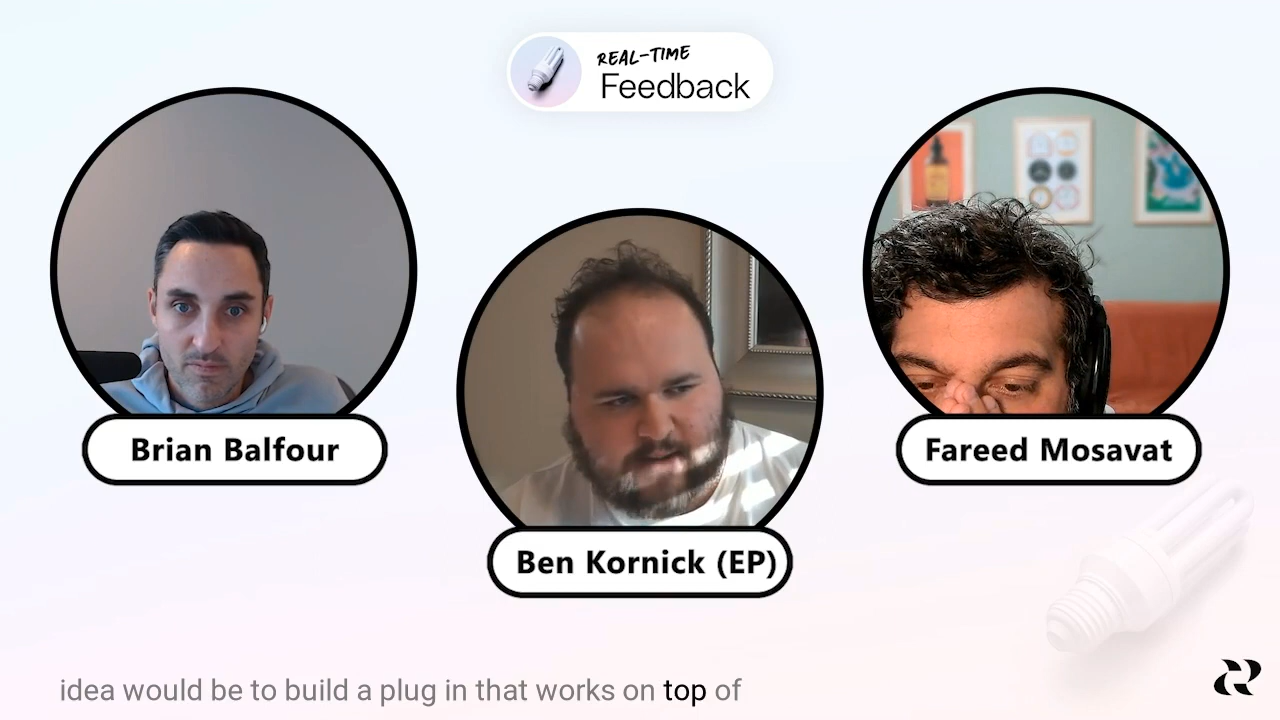 REAL-TIME
Feedback
Brian Balfour
Fareed Mosavat
Ben Kornick (EP)
idea would be to build a plug in that works on top of